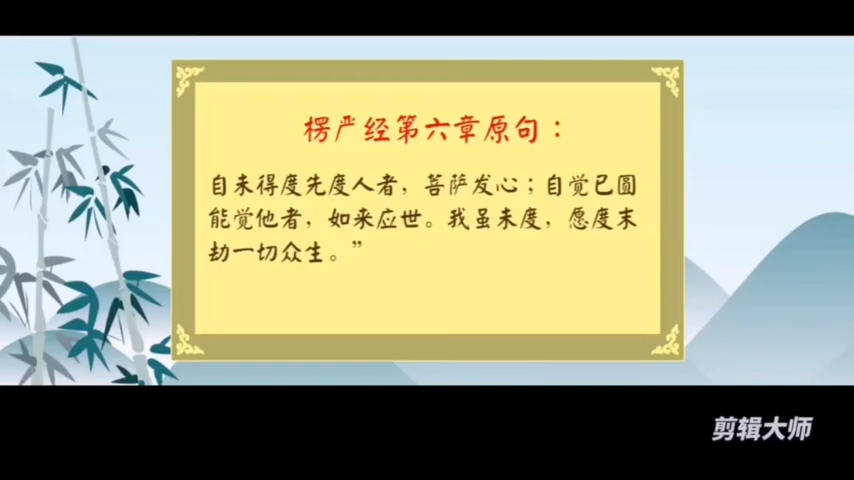 楞严经第六章原句：
自未得度先度人者，菩萨发心；自觉已圆
能觉他者，如来应世。我虽未度，愿度末
劫一切众生。”
剪辑大师